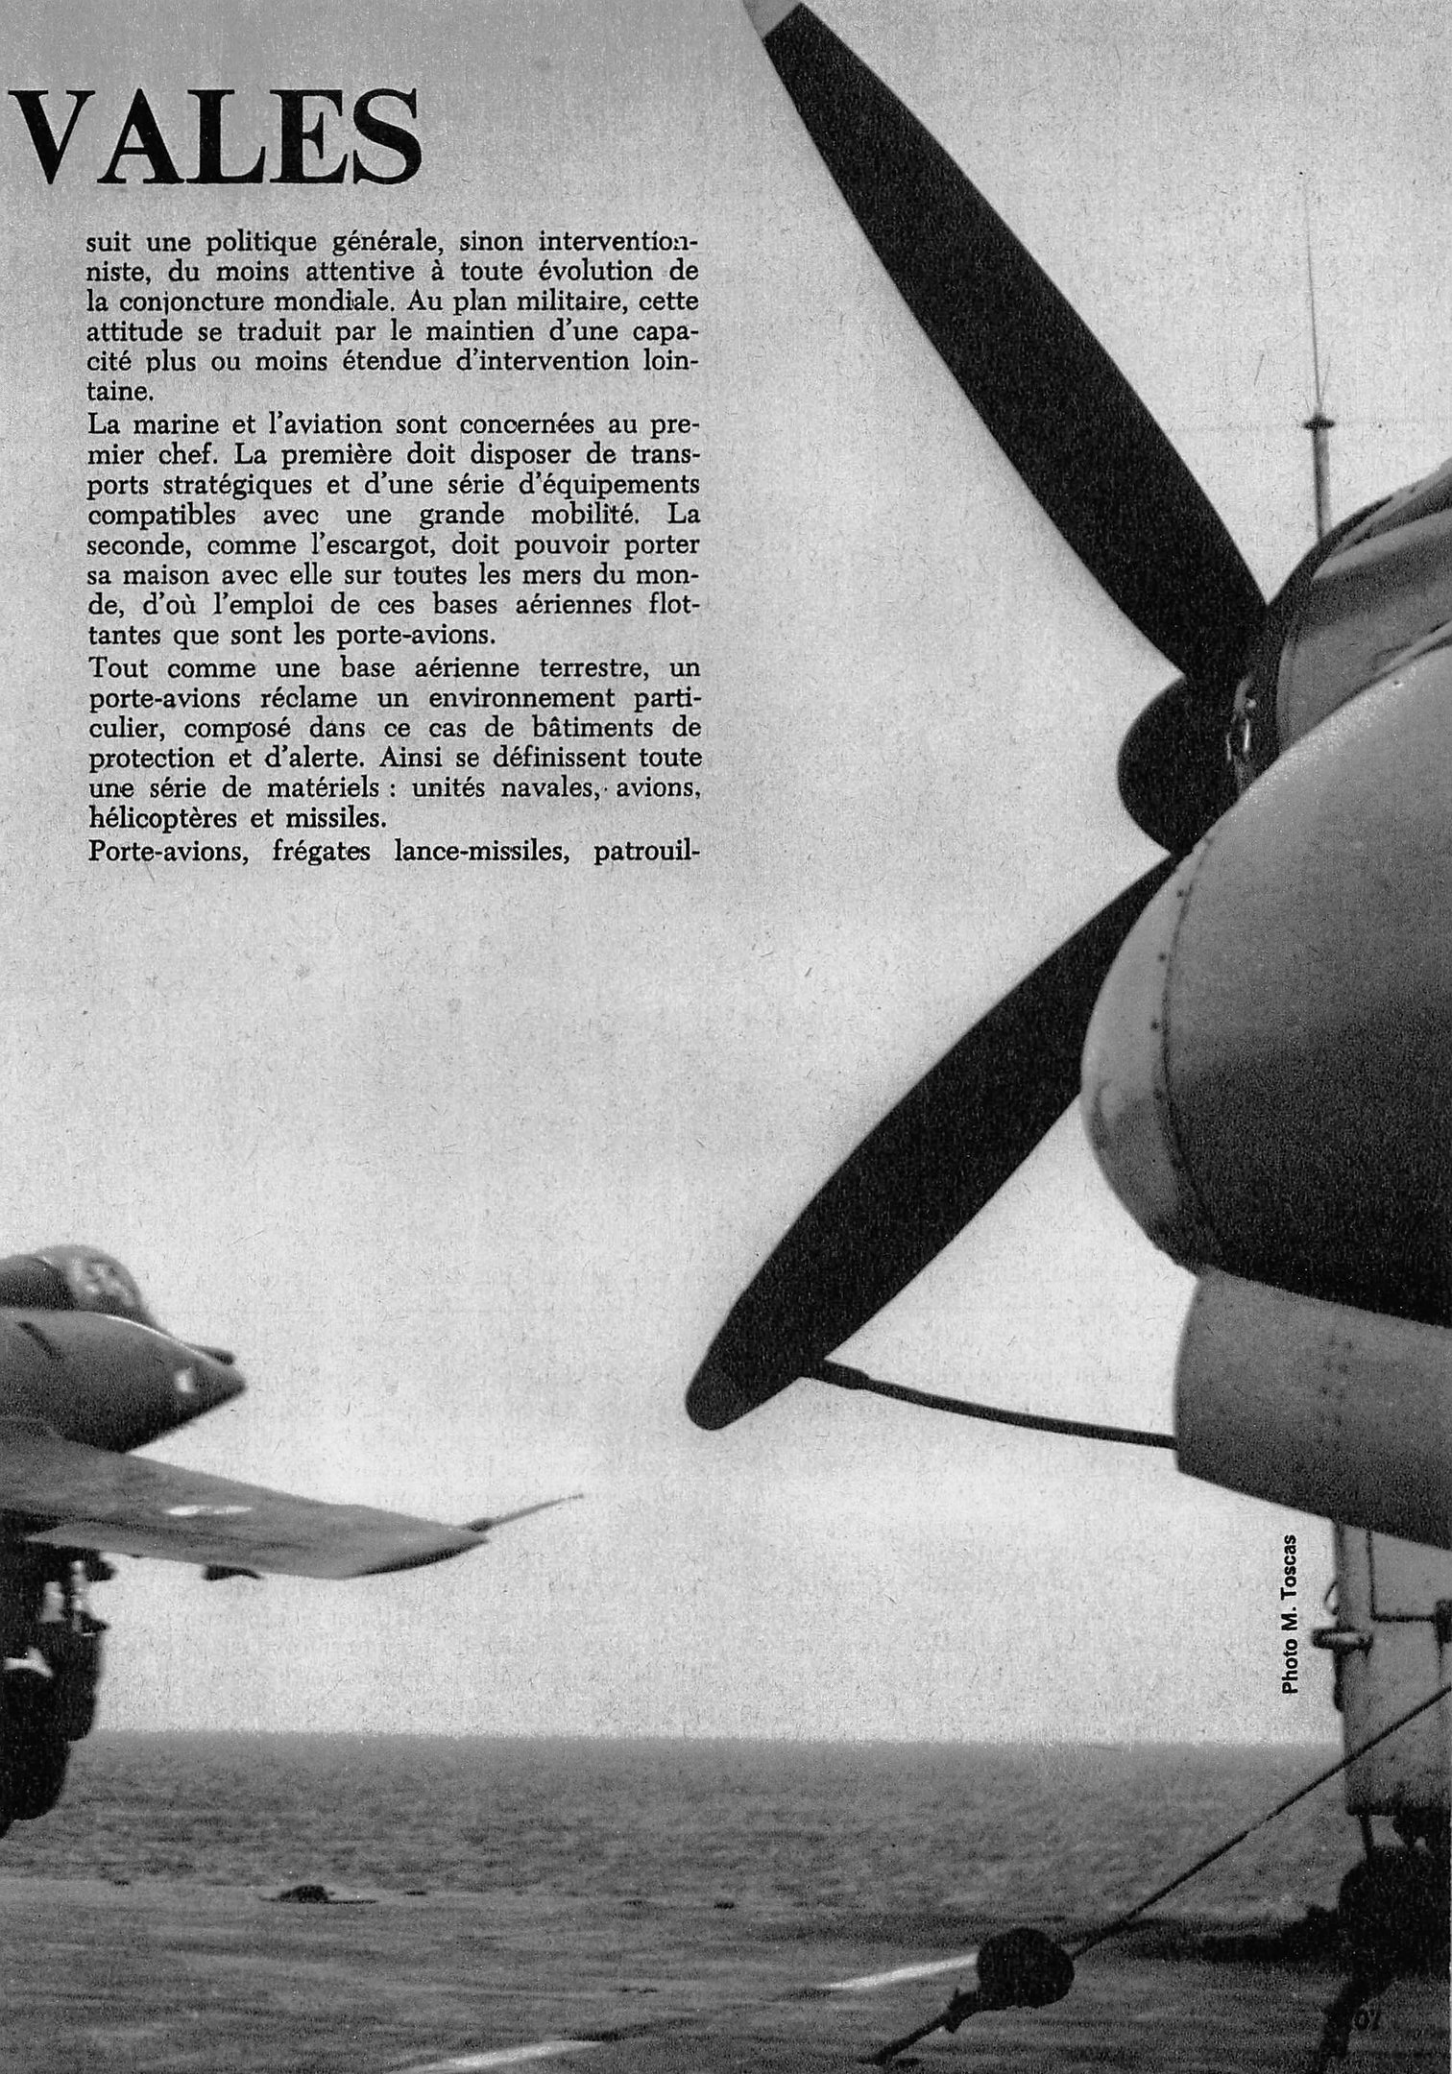 VALES
suit une politique générale, sinon intervention-
niste, du moins attentive à toute évolution de
la conjoncture mondiale. Au plan militaire, cette
attitude se traduit par le maintien d'une capa-
cité plus ou moins étendue d'intervention loin-
taine.
La marine et l'aviation sont concernées au pre-
mier chef. La première doit disposer de trans-
ports stratégiques et d'une série d'équipements
compatibles avec une grande mobilité. La
seconde, comme l'escargot, doit pouvoir porter
sa maison avec elle sur toutes les mers du mon-
de, d'où l'emploi de ces bases aériennes flot-
tantes que sont les porte-avions.
Tout comme une base aérienne terrestre, un
porte-avions réclame un environnement parti-
culier, composé dans ce cas de bâtiments de
protection et d'alerte. Ainsi se définissent toute
une série de matériels : unités navales, avions,
hélicoptères et missiles.
Porte-avions, frégates lance-missiles, patrouil-
Photo M. Toscas